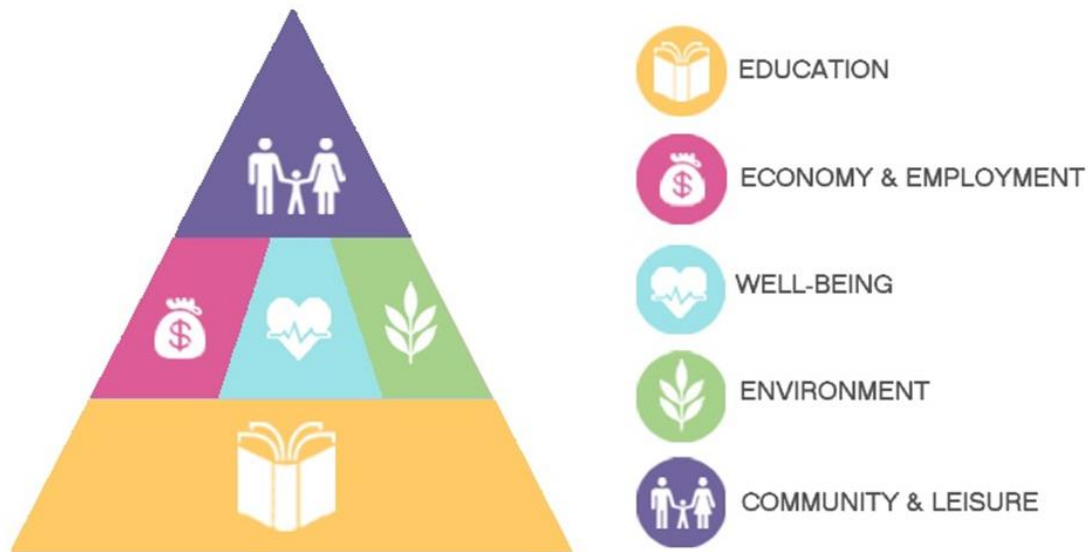 EDUCATION
$ ECONOMY & EMPLOYMENT
WELL-BEING
$
ENVIRONMENT
COMMUNITY & LEISURE